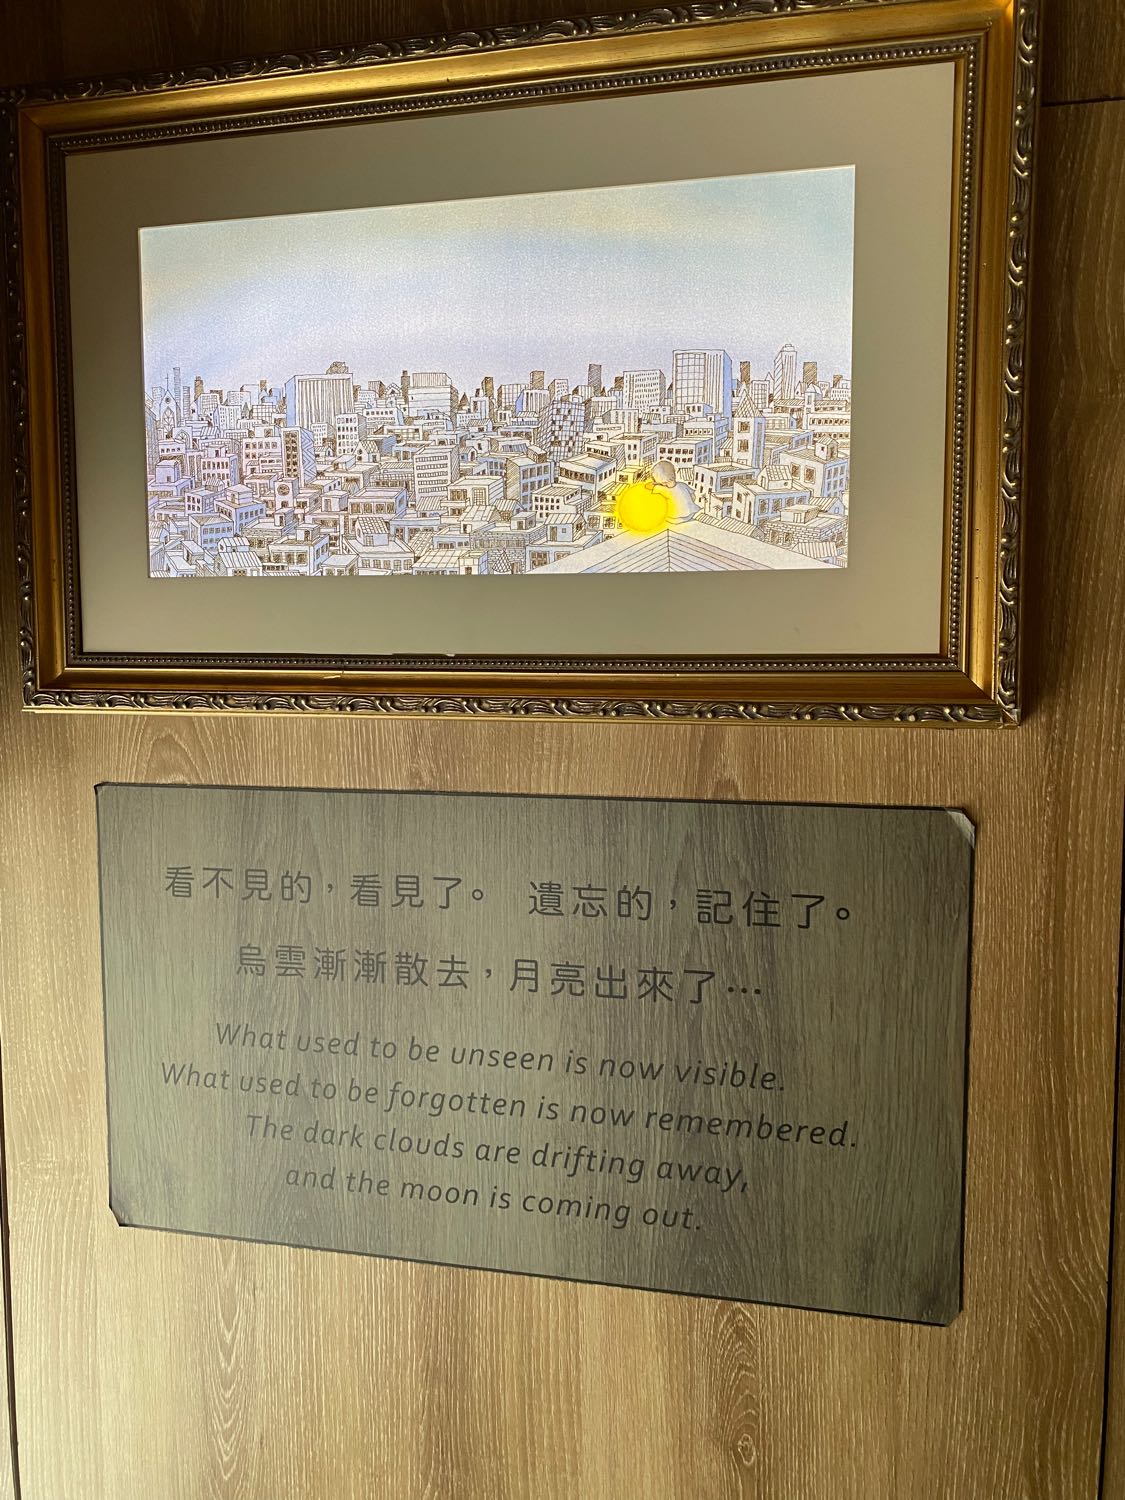 看不見的，看見了。 遺忘的，記住了。
烏雲漸漸散去，月亮出來了…
What used to be unseen is now visible.
What used to be forgotten is now remembered.
The dark clouds are drifting away,
and the moon is coming out.